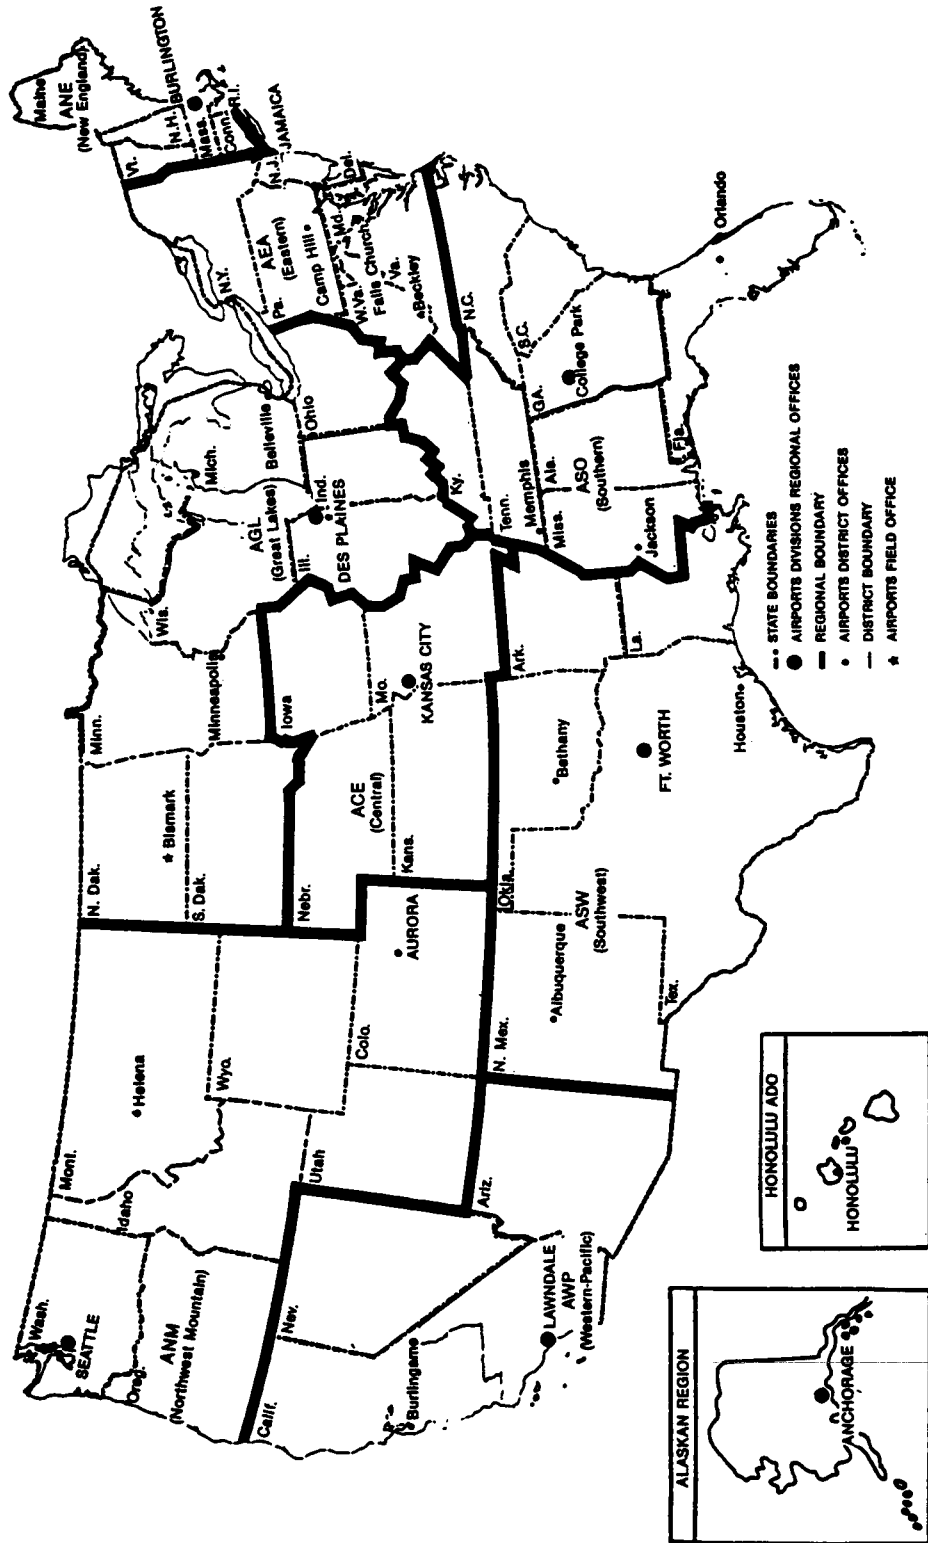 Wash.
SEATTLE
Oreg.
ANM
(Northwest Mountain)
Idaho
Mont.
Helena
Wyo.
Utah
Colo.
AURORA
Calif.
Nev.
Burlingame
LAWNDALE
AWP
(Western-Pacific)
Ariz.
N. Mex.
Albuquerque
ASW
(Southwest)
Tex.
Okla.
Bethany
FT. WORTH
Houston
N. Dak.
Bismark
S. Dak.
Nebr.
ACE
(Central)
Kans.
Minn.
Minneapolis
Iowa
Mo.
KANSAS CITY
Ark.
La.
Wis.
AGL
(Great Lakes)
Mich.
Belleville
Ill.
Ind.
DES PLAINES
Ohio
Ky.
Tenn.
Memphis
Miss.
Jackson
Ala.
ASO
(Southern)
GA.
College Park
S.C.
N.C.
Fla.
Orlando
Maine
ANE
(New England)
Vt.
N.H.
BURLINGTON
Mass.
Conn.
R.I.
N.Y.
N.J.
JAMAICA
Pa.
AEA
(Eastern)
Camp Hill
Md.
Del.
W.Va.
Falls Church
Va.
Beckley
STATE BOUNDARIES
AIRPORTS DIVISIONS REGIONAL OFFICES
REGIONAL BOUNDARY
AIRPORTS DISTRICT OFFICES
DISTRICT BOUNDARY
AIRPORTS FIELD OFFICE
ALASKAN REGION
ANCHORAGE
HONOLULU ADO
HONOLULU